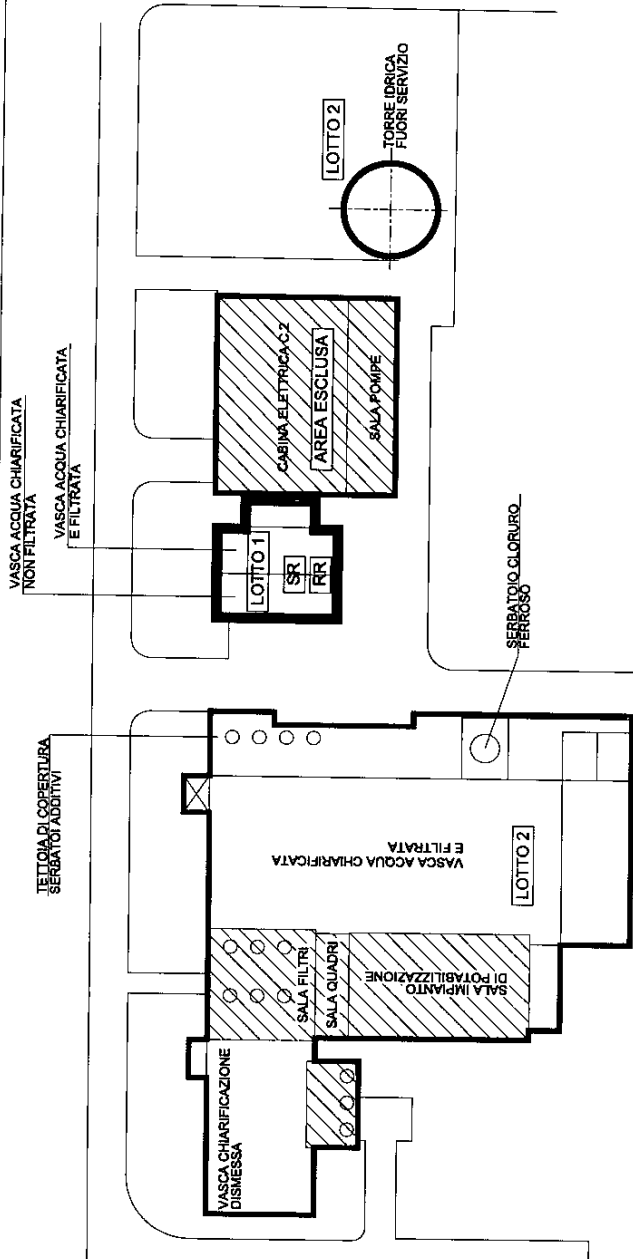 VASCA ACQUA CHIARIFICATA
NON FILTRATA
VASCA ACQUA CHIARIFICATA
E FILTRATA
TETTOIA DI COPERTURA
SERBATOI ADDITIVI
VASCA CHIARIFICAZIONE
DISMESSA
SALA FILTRI
SALA QUADRI
SALA IMPIANTO
DI POTABILIZZAZIONE
VASCA ACQUA CHIARIFICATA
E FILTRATA
LOTTO 2
SERBATOIO CLORURO
FERROSO
LOTTO 1
SR
RR
CABINA ELETTRICA C.2
AREA ESCLUSA
SALA POMPE
LOTTO 2
TORRE IDRICA
FUORI SERVIZIO